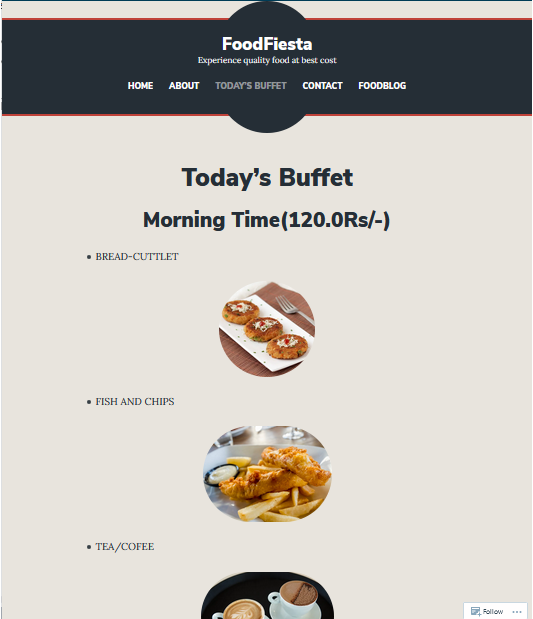 FoodFiesta
Experience quality food at best cost
HOME ABOUT TODAY'S BUFFET CONTACT FOODBLOG
Today’s Buffet
Morning Time(120.0Rs/-)
• BREAD-CUTTLET
• FISH AND CHIPS
• TEA/COFEE
Follow ...